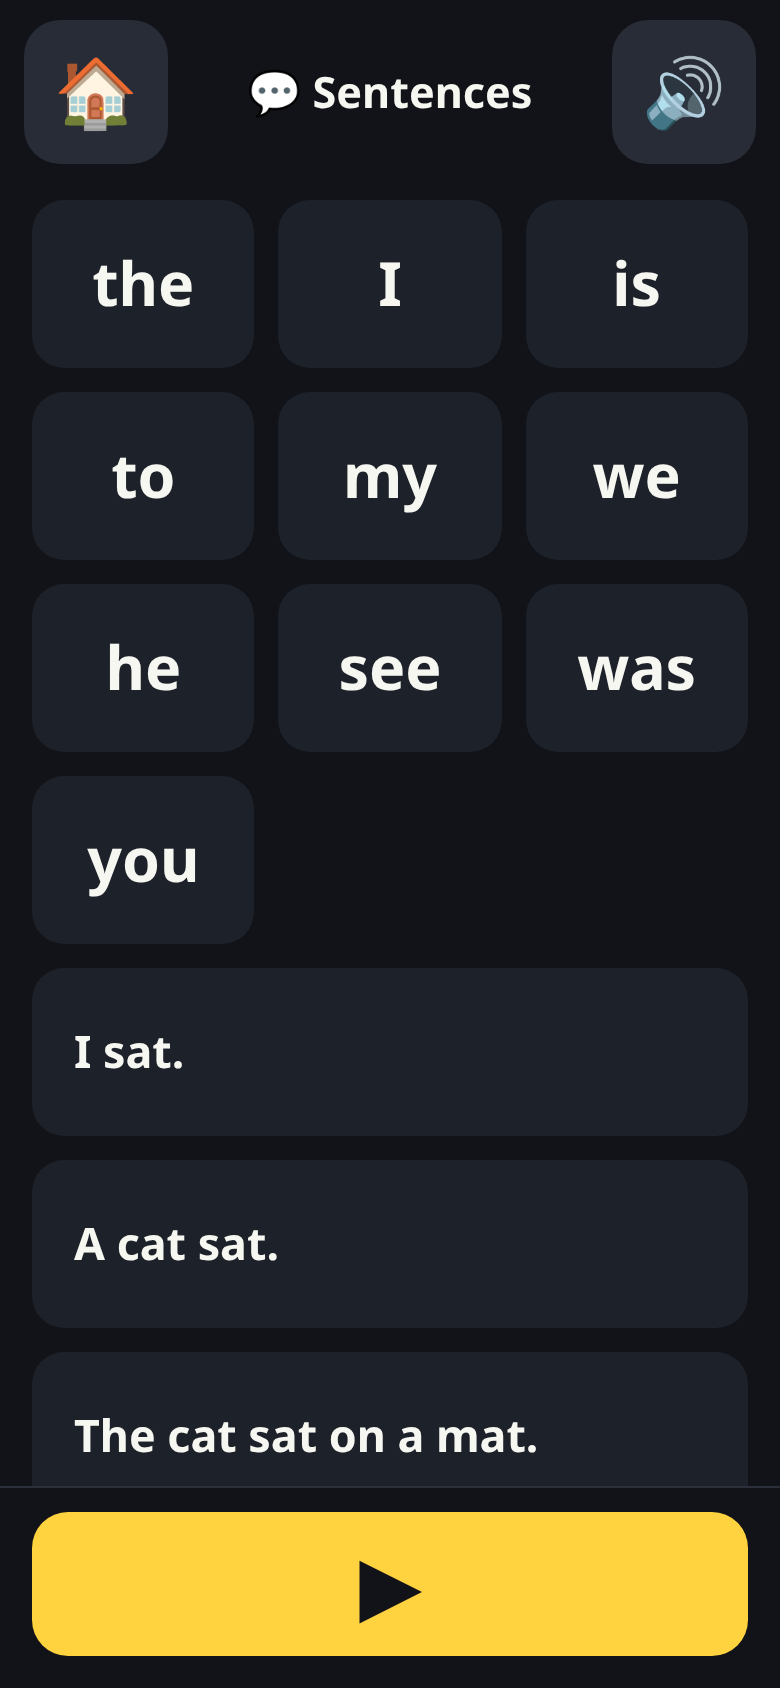 💬 Sentences
the I is
to my we
he see was
you
I sat.
A cat sat.
The cat sat on a mat.